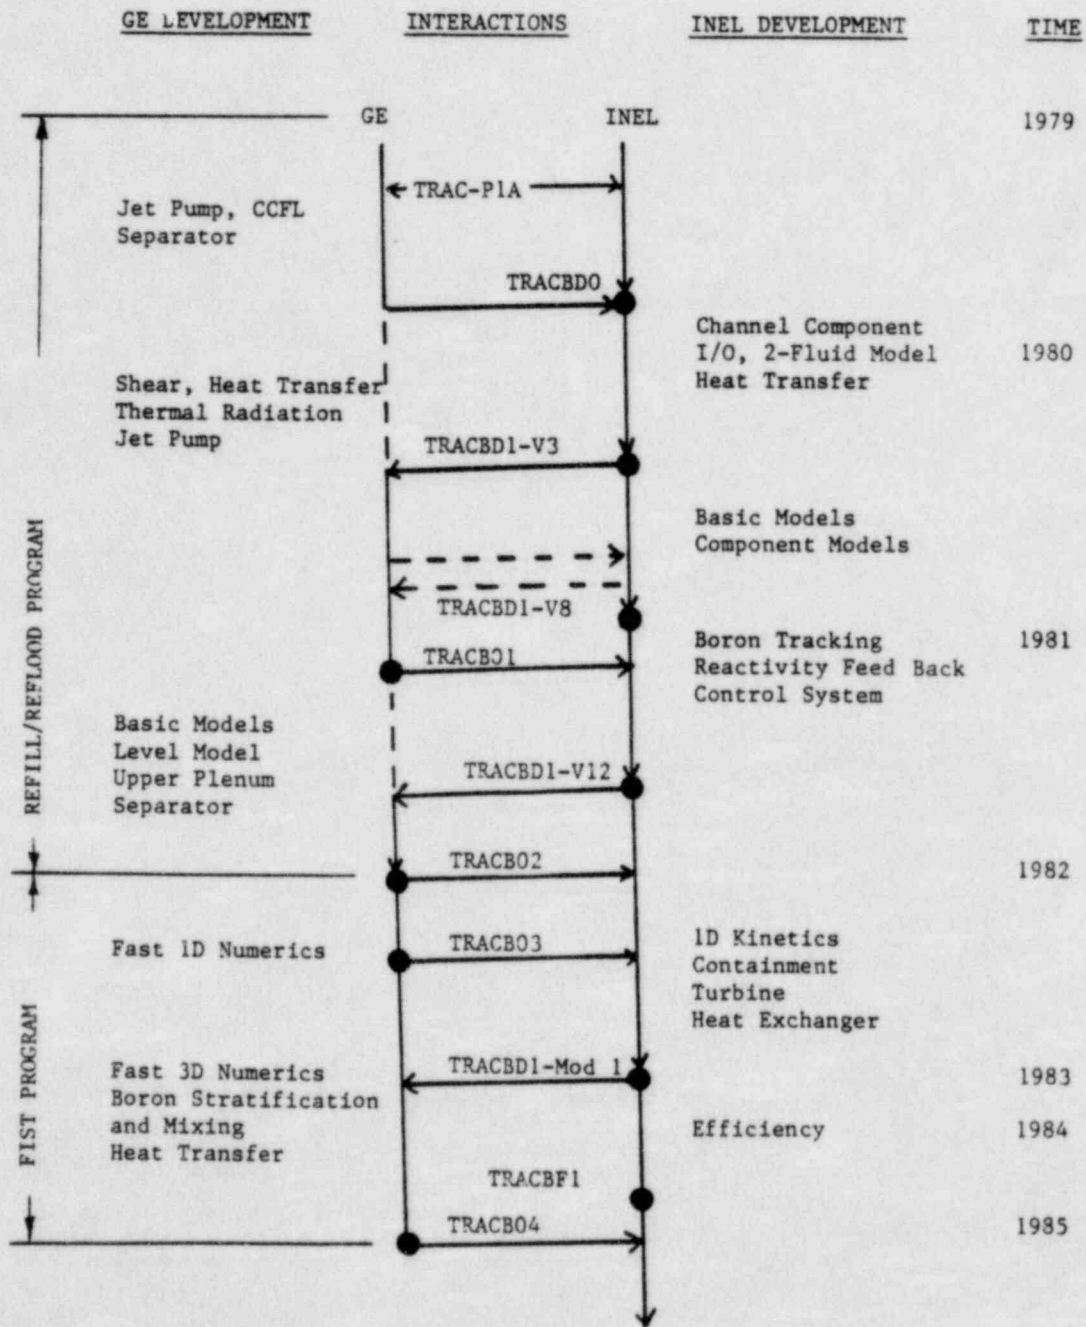 GE DEVELOPMENT INTERACTIONS INEL DEVELOPMENT TIME
GE INEL 1979
TRAC-P1A
Jet Pump, CCFL
Separator
TRACBD0
Channel Component
I/O, 2-Fluid Model 1980
Heat Transfer
Shear, Heat Transfer
Thermal Radiation
Jet Pump
TRACBD1-V3
Basic Models
Component Models
TRACBD1-V8
Boron Tracking 1981
Reactivity Feed Back
Control System
TRACB01
REFILL/REFLOOD PROGRAM
Basic Models
Level Model
Upper Plenum
Separator
TRACBD1-V12
TRACB02 1982
Fast 1D Numerics
TRACB03
1D Kinetics
Containment
Turbine
Heat Exchanger
FIST PROGRAM
Fast 3D Numerics
Boron Stratification
and Mixing
Heat Transfer
TRACBD1-Mod 1 1983
Efficiency 1984
TRACBF1
TRACB04 1985